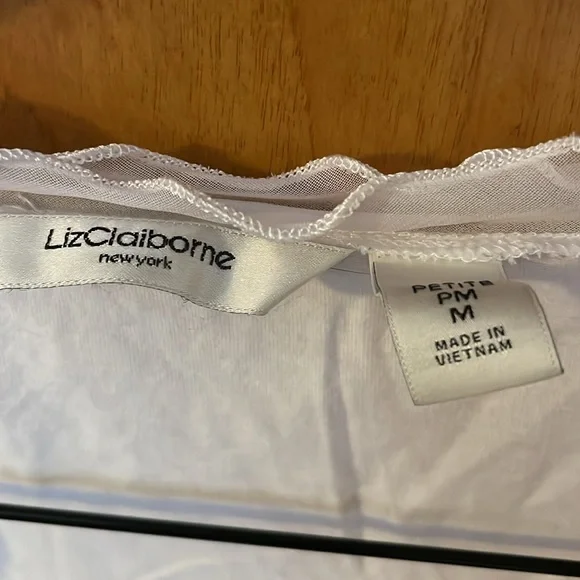 LizClaiborne
newyork
PETITE
PM
M
MADE IN
VIETNAM